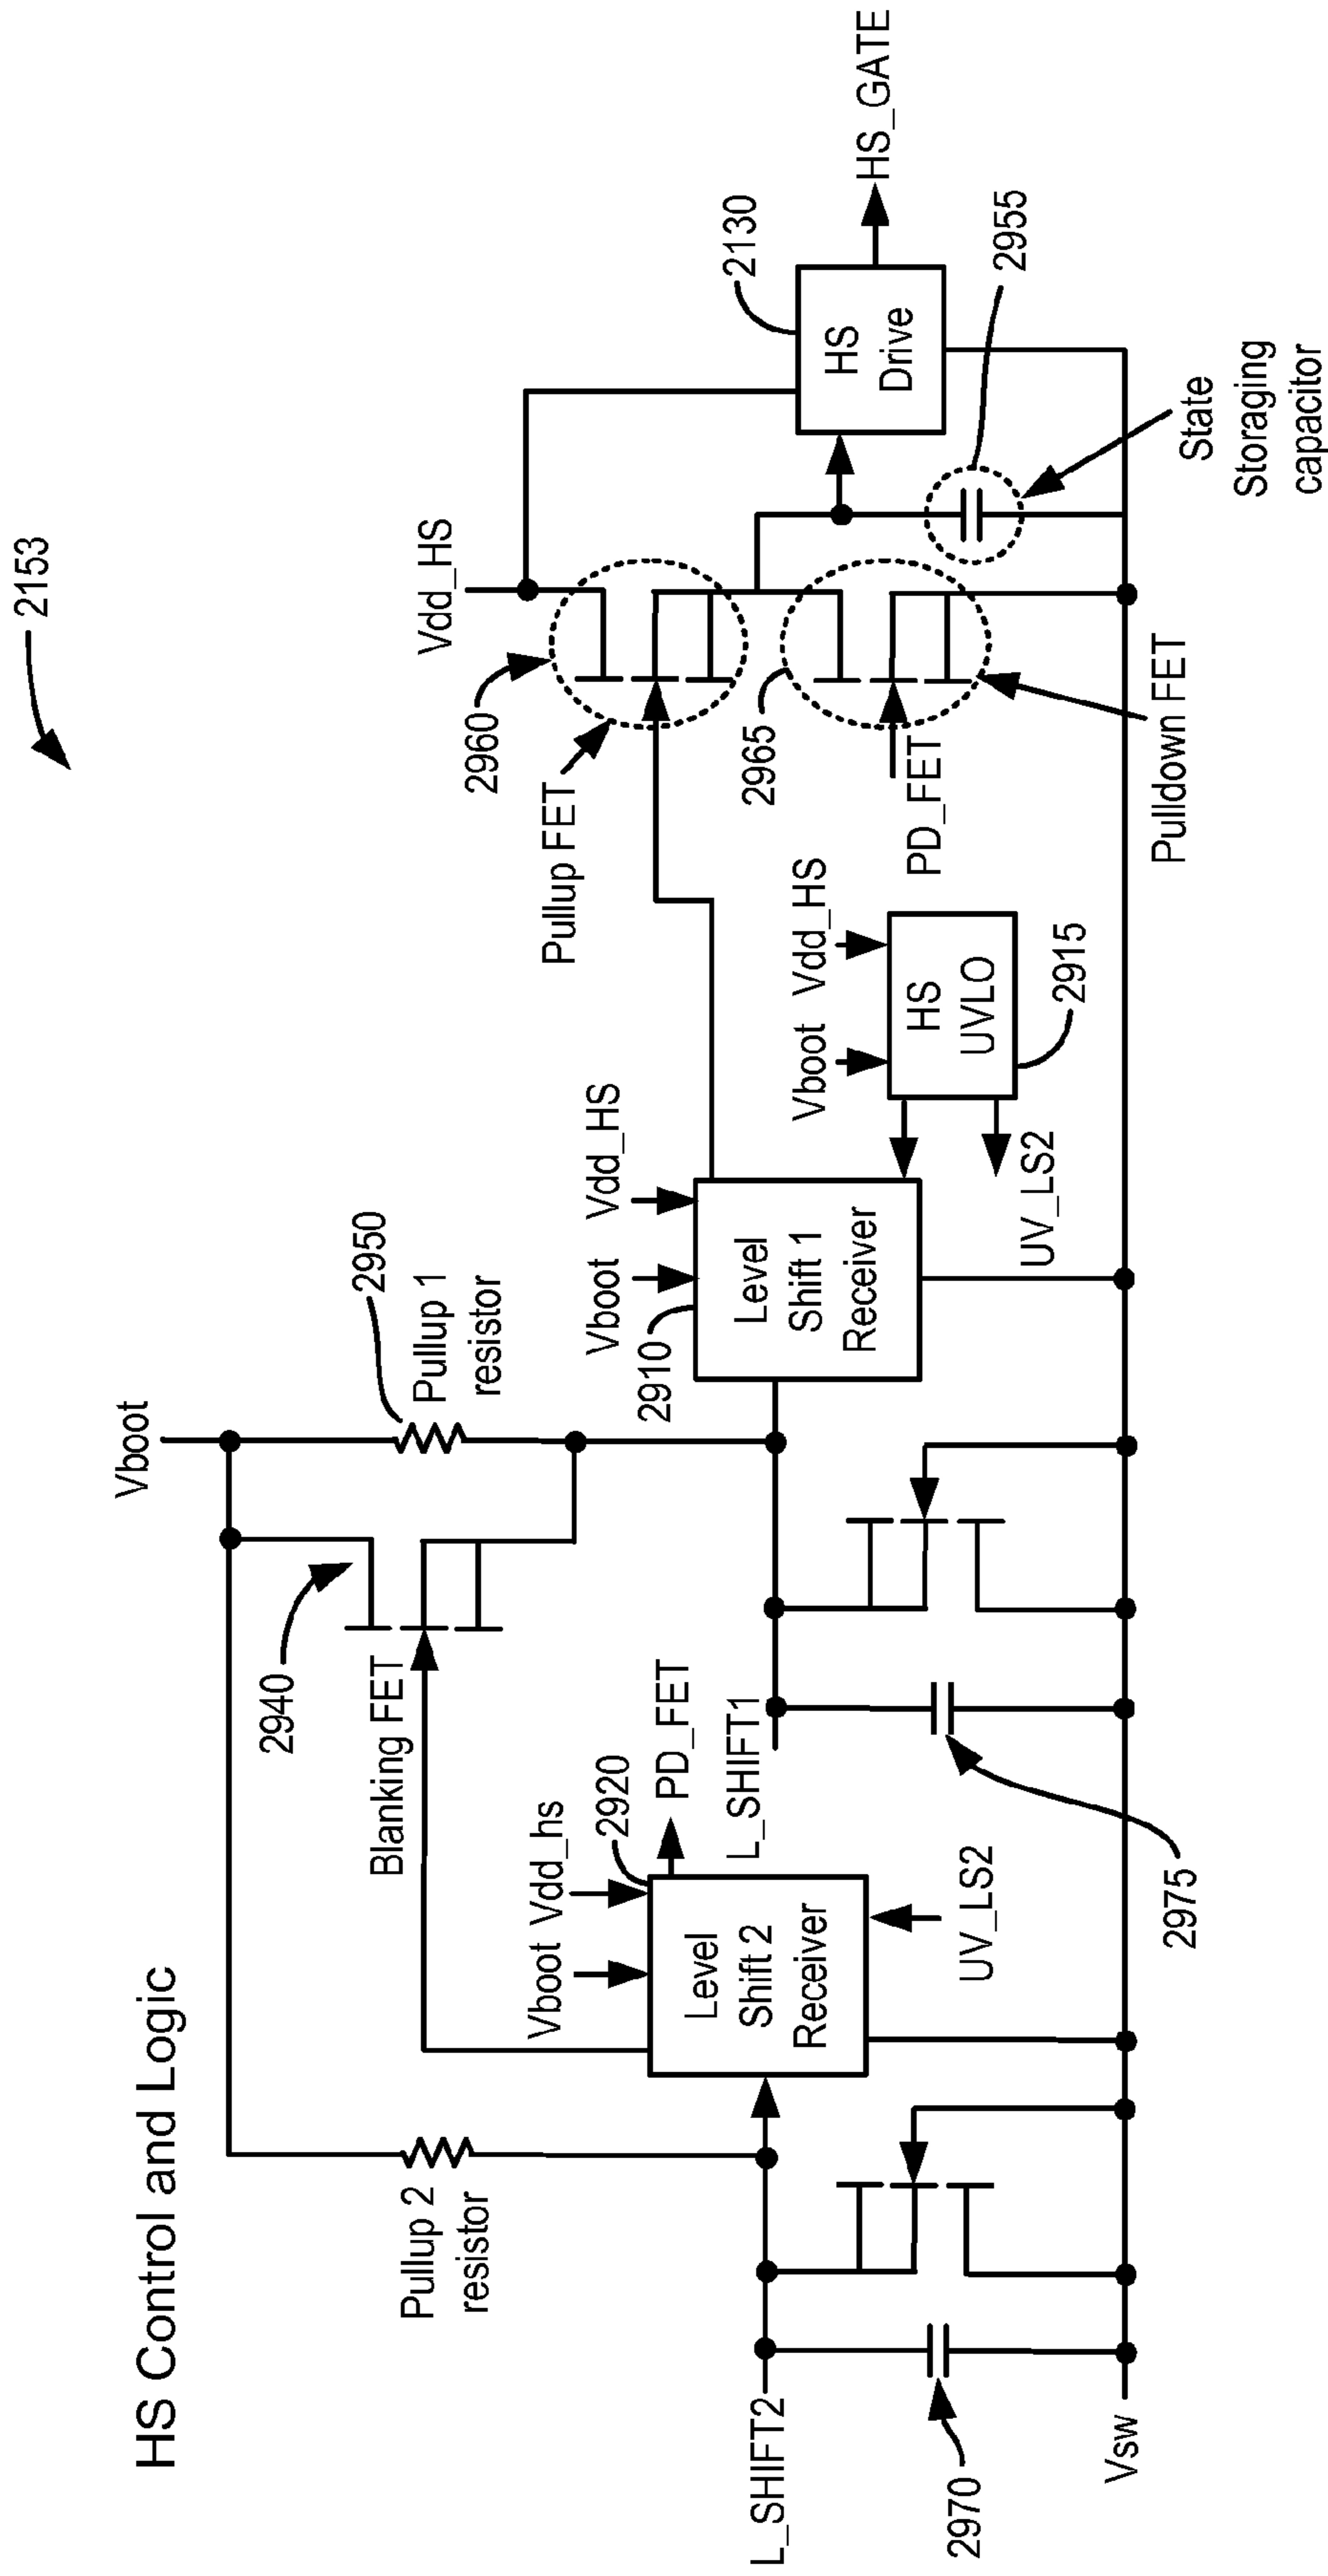 HS Control and Logic
2153
Vboot
Pullup 2
resistor
2940
Blanking FET
2950
Pullup 1
resistor
Vboot
Vdd_hs
2920
PD_FET
Level
Shift 2
Receiver
UV_LS2
L_SHIFT2
2970
L_SHIFT1
2975
Vboot
Vdd_HS
2910
Level
Shift 1
Receiver
Vboot
Vdd_HS
HS
UVLO
2915
UV_LS2
Vdd_HS
2960
Pullup FET
2965
PD_FET
Pulldown FET
2130
HS
Drive
HS_GATE
2955
State
Storaging
capacitor
Vsw